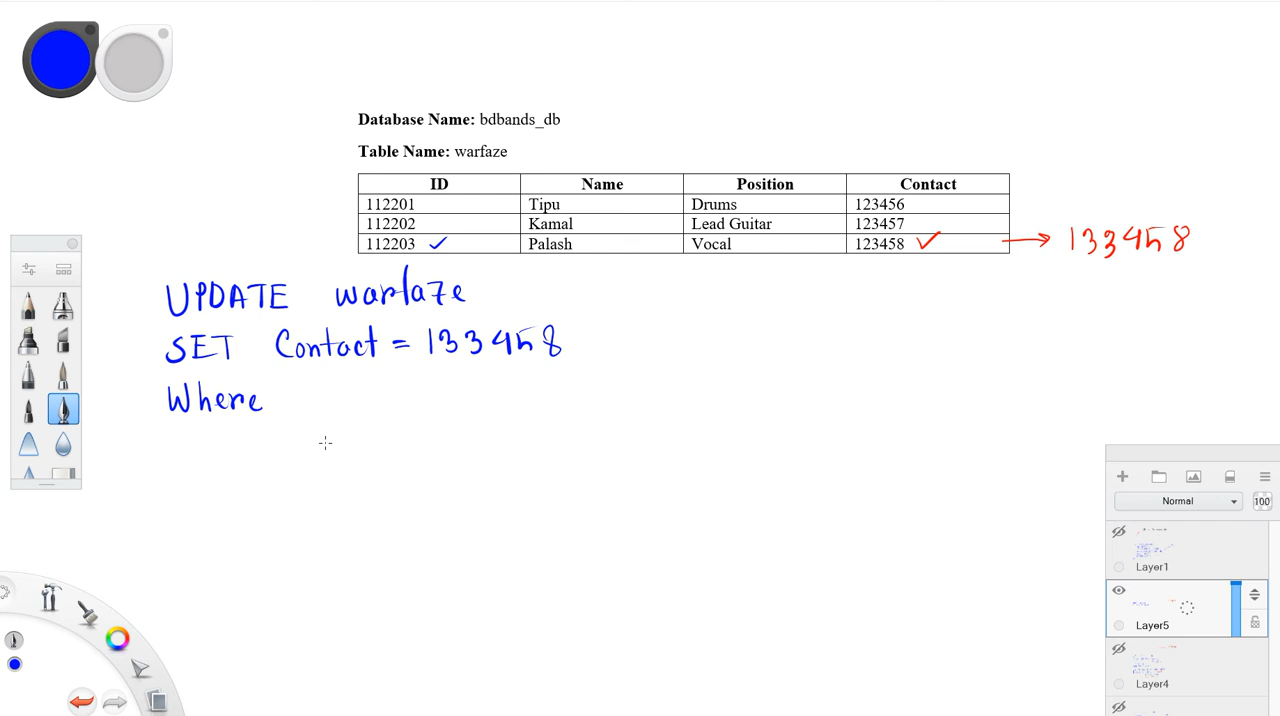 Database Name: bdbands_db
Table Name: warfaze
ID Name Position Contact
112201 Tipu Drums 123456
112202 Kamal Lead Guitar 123457
112203 Palash Vocal 123458
133458
UPDATE warfaze
SET Contact = 133458
Where
Normal 100
Layer1
Layer5
Layer4